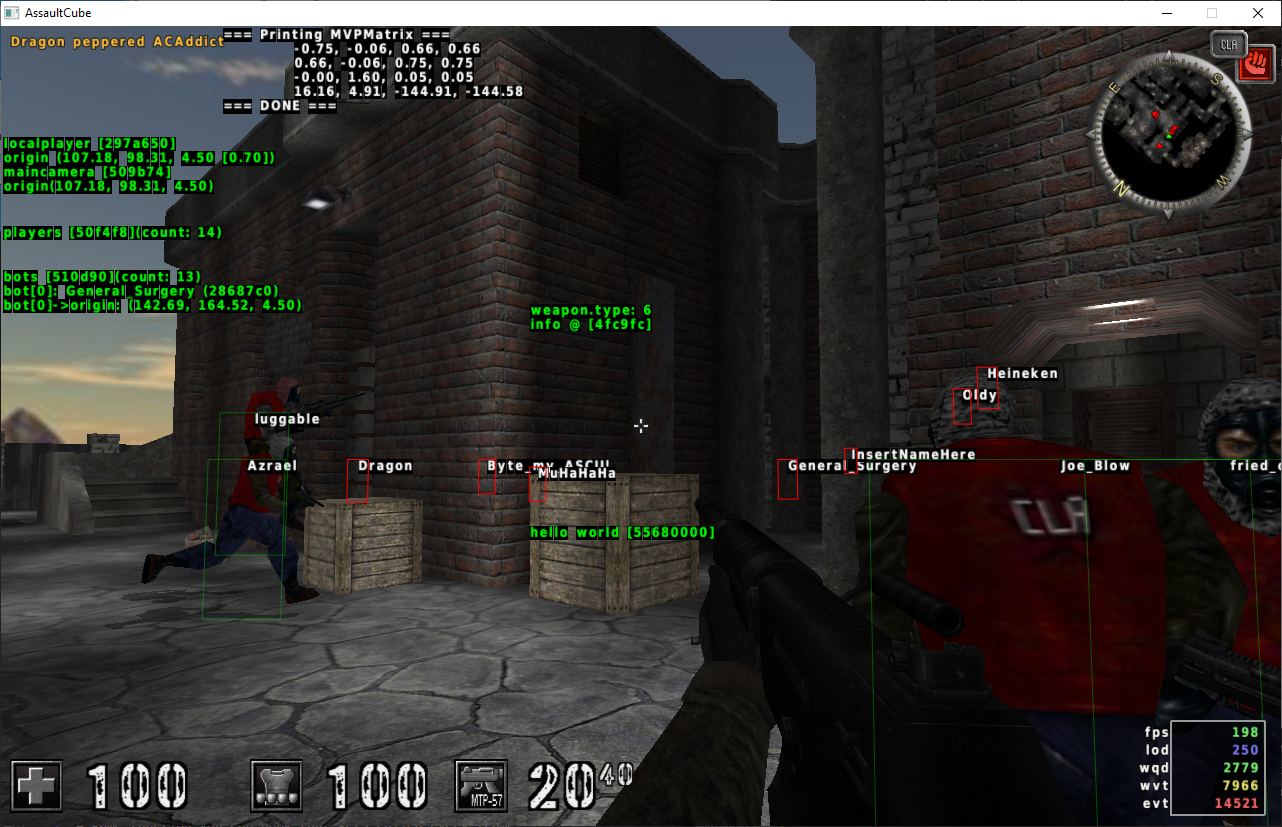 AssaultCube
Dragon peppered ACAddict
=== Printing MVPMatrix ===
-0.75, -0.06, 0.66, 0.66
0.66, -0.06, 0.75, 0.75
-0.00, 1.60, 0.05, 0.05
16.16, 4.91, -144.91, -144.58
=== DONE ===
CLA
E
S
N
W
localplayer [297a650]
origin (107.18, 98.31, 4.50 [0.70])
maincamera [509b74]
origin(107.18, 98.31, 4.50)
players [50f4f8](count: 14)
bots [510d90](count: 13)
bot[0]: General_Surgery (28687c0)
bot[0]->origin: (142.69, 164.52, 4.50)
weapon.type: 6
info @ [4fc9fc]
Heineken
Oldy
luggable
InsertNameHere
Azrael
Dragon
Byte_my_ASCII
MuHaHaHa
General_Surgery
Joe_Blow
CLA
hello world [55680000]
fps 198
lod 250
wqd 2779
wvt 7966
evt 14521
100
100
MTP-57
20 40